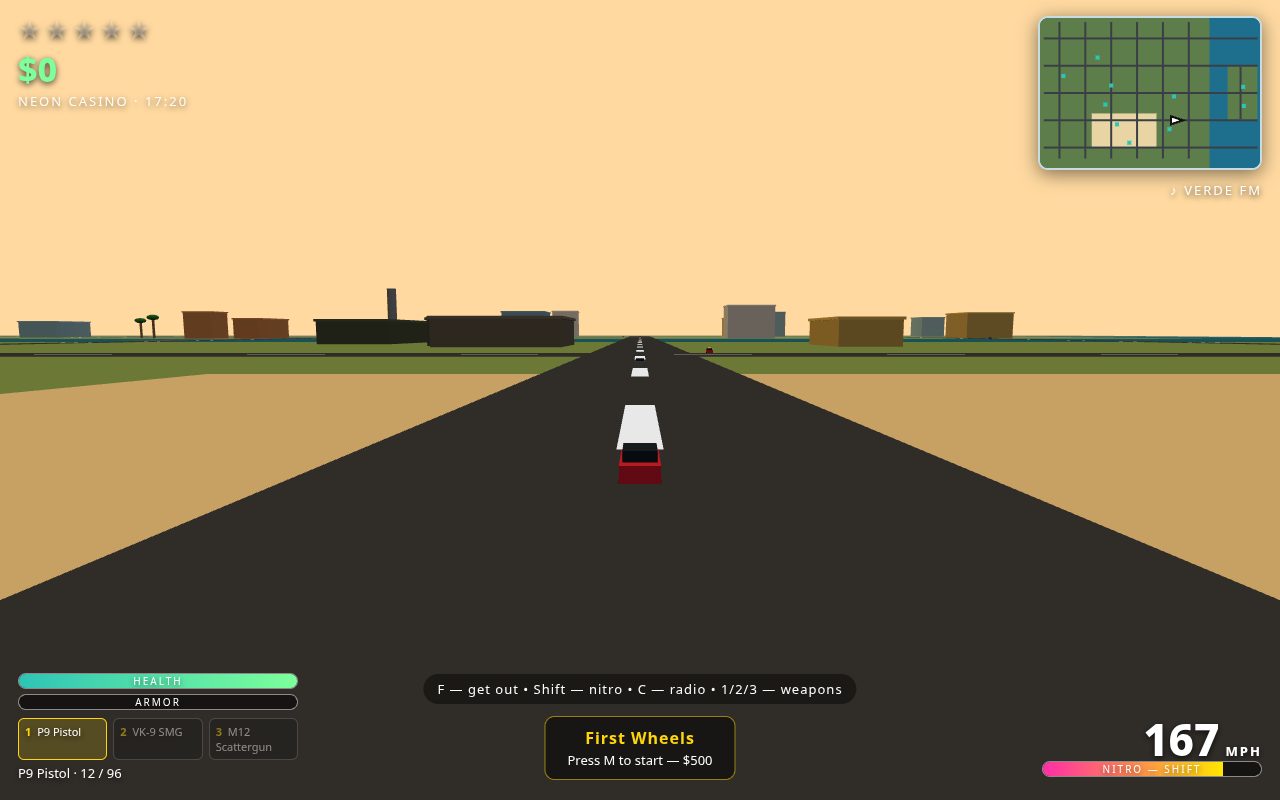 $0
NEON CASINO · 17:20
♪ VERDE FM
HEALTH
ARMOR
1 P9 Pistol
2 VK-9 SMG
3 M12
Scattergun
P9 Pistol · 12 / 96
F — get out • Shift — nitro • C — radio • 1/2/3 — weapons
First Wheels
Press M to start — $500
167 MPH
NITRO — SHIFT